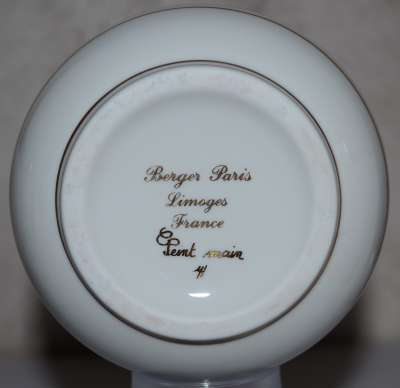 Berger Paris
Limoges
France
Peint main